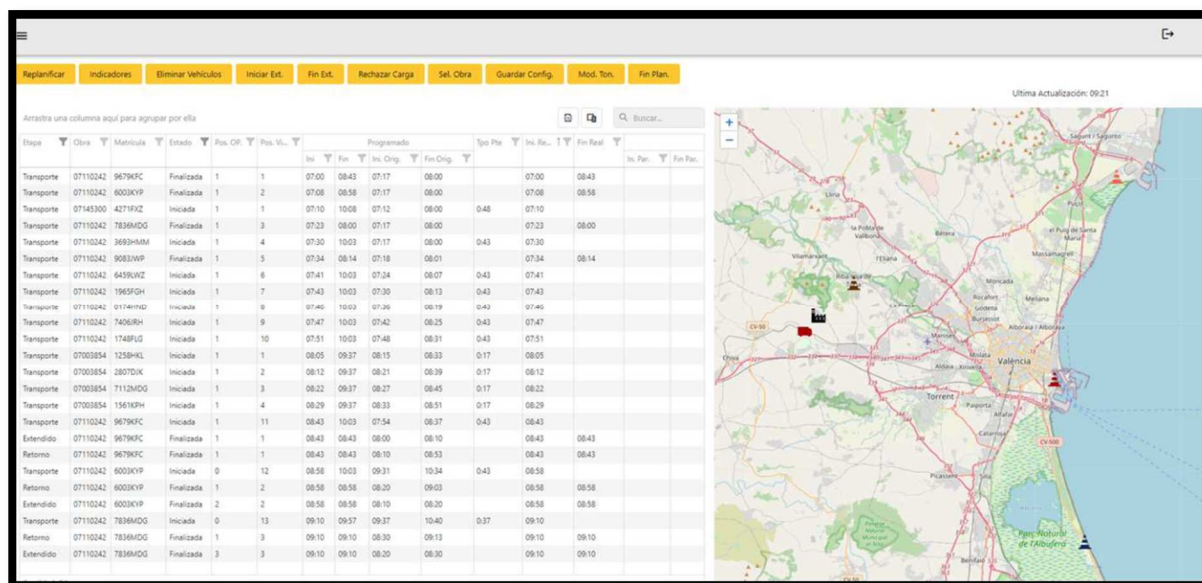 Replanificar Indicadores Eliminar Vehículos Iniciar Ext. Fin Ext. Rechazar Carga Sel. Obra Guardar Config. Mod. Ton. Fin Plan.
Ultima Actualización: 09:21
Arrastra una columna aquí para agrupar por ella
Buscar...
Etapa Obra Matrícula Estado Pos. OP. Pos. Vi... Programado Tpo Pte Ini. Re... Fin Real
Ini Fin Ini. Orig. Fin Orig. In. Par. Fin Par.
Transporte 07110242 9679KFC Finalizada 1 1 07:00 08:43 07:17 08:00 07:00 08:43
Transporte 07110242 6003KYP Finalizada 1 2 07:08 08:58 07:17 08:00 07:08 08:58
Transporte 07145300 4271FXZ Iniciada 1 1 07:10 10:08 07:12 08:00 0:48 07:10
Transporte 07110242 7836MDG Finalizada 1 3 07:23 08:00 07:17 08:00 07:23 08:00
Transporte 07110242 3693HMM Iniciada 1 4 07:30 10:03 07:17 08:00 0:43 07:30
Transporte 07110242 9083JWP Finalizada 1 5 07:34 08:14 07:18 08:01 07:34 08:14
Transporte 07110242 6459LWZ Iniciada 1 6 07:41 10:03 07:24 08:07 0:43 07:41
Transporte 07110242 1965FGH Iniciada 1 7 07:43 10:03 07:30 08:13 0:43 07:43
Transporte 07110242 0174HND Iniciada 1 8 07:46 10:03 07:36 08:19 0:43 07:46
Transporte 07110242 7406JRH Iniciada 1 9 07:47 10:03 07:42 08:25 0:43 07:47
Transporte 07110242 1748FLG Iniciada 1 10 07:51 10:03 07:48 08:31 0:43 07:51
Transporte 07003854 1258HKL Iniciada 1 1 08:05 09:37 08:15 08:33 0:17 08:05
Transporte 07003854 2807DJK Iniciada 1 2 08:12 09:37 08:21 08:39 0:17 08:12
Transporte 07003854 7112MDG Iniciada 1 3 08:22 09:37 08:27 08:45 0:17 08:22
Transporte 07003854 1561KPH Iniciada 1 4 08:29 09:37 08:33 08:51 0:17 08:29
Transporte 07110242 9679KFC Iniciada 1 11 08:43 10:03 07:54 08:37 0:43 08:43
Extendido 07110242 9679KFC Finalizada 1 1 08:43 08:43 08:00 08:10 08:43 08:43
Retorno 07110242 9679KFC Finalizada 1 1 08:43 08:43 08:10 08:53 08:43 08:43
Transporte 07110242 6003KYP Iniciada 0 12 08:58 10:03 09:31 10:34 0:43 08:58
Retorno 07110242 6003KYP Finalizada 1 2 08:58 08:58 08:20 09:03 08:58 08:58
Extendido 07110242 6003KYP Finalizada 2 2 08:58 08:58 08:10 08:20 08:58 08:58
Transporte 07110242 7836MDG Iniciada 0 13 09:10 09:57 09:37 10:40 0:37 09:10
Retorno 07110242 7836MDG Finalizada 1 3 09:10 09:10 08:30 09:13 09:10 09:10
Extendido 07110242 7836MDG Finalizada 3 3 09:10 09:10 08:20 08:30 09:10 09:10
Sagunt / Sagunto
Llíria
Puçol
la Pobla de Vallbona
Bétera
el Puig de Santa Maria
Vilamarxant
l'Eliana
Massamagrell
Riba-roja
Moncada
Rocafort
Meliana
Godella
Burjassot
CV-50
Alboraia / Alboraya
Manises
Mislata
València
Chiva
Aldaia
Xirivella
Torrent
Paiporta
Alfafar
Catarroja
CV-500
Picassent
Silla
Parc Natural de l'Albufera
Benifaió